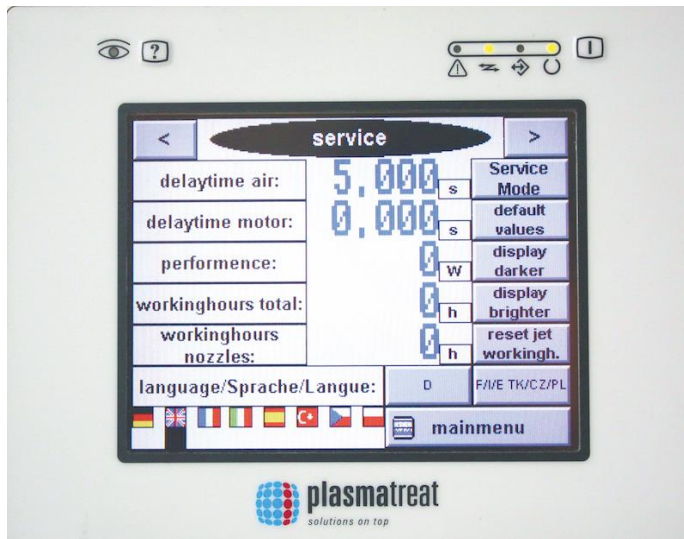 ?
< service >
delaytime air: 5,000 s Service Mode
delaytime motor: 0,000 s default values
performence: 0 W display darker
workinghours total: 0 h display brighter
workinghours nozzles: 0 h reset jet workingh.
language/Sprache/Langue: D F/I/E TK/CZ/PL
mainmenu
plasmatreat
solutions on top